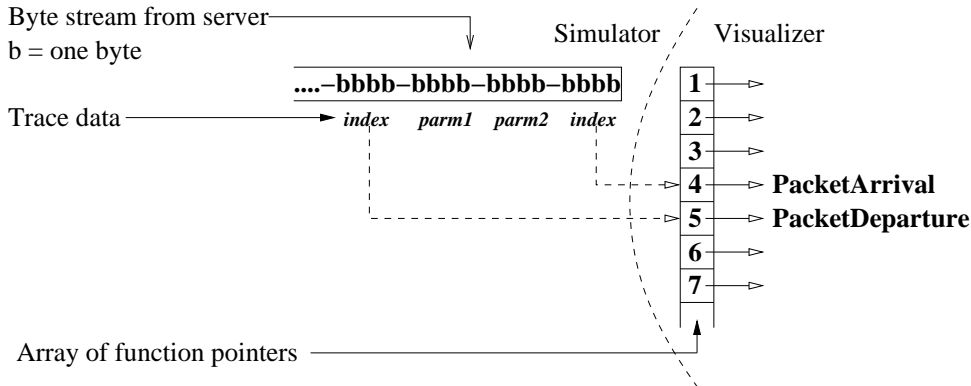 Byte stream from server
b = one byte
Simulator
Visualizer
....–bbbb–bbbb–bbbb–bbbb
Trace data
index parm1 parm2 index
1
2
3
4
PacketArrival
5
PacketDeparture
6
7
Array of function pointers